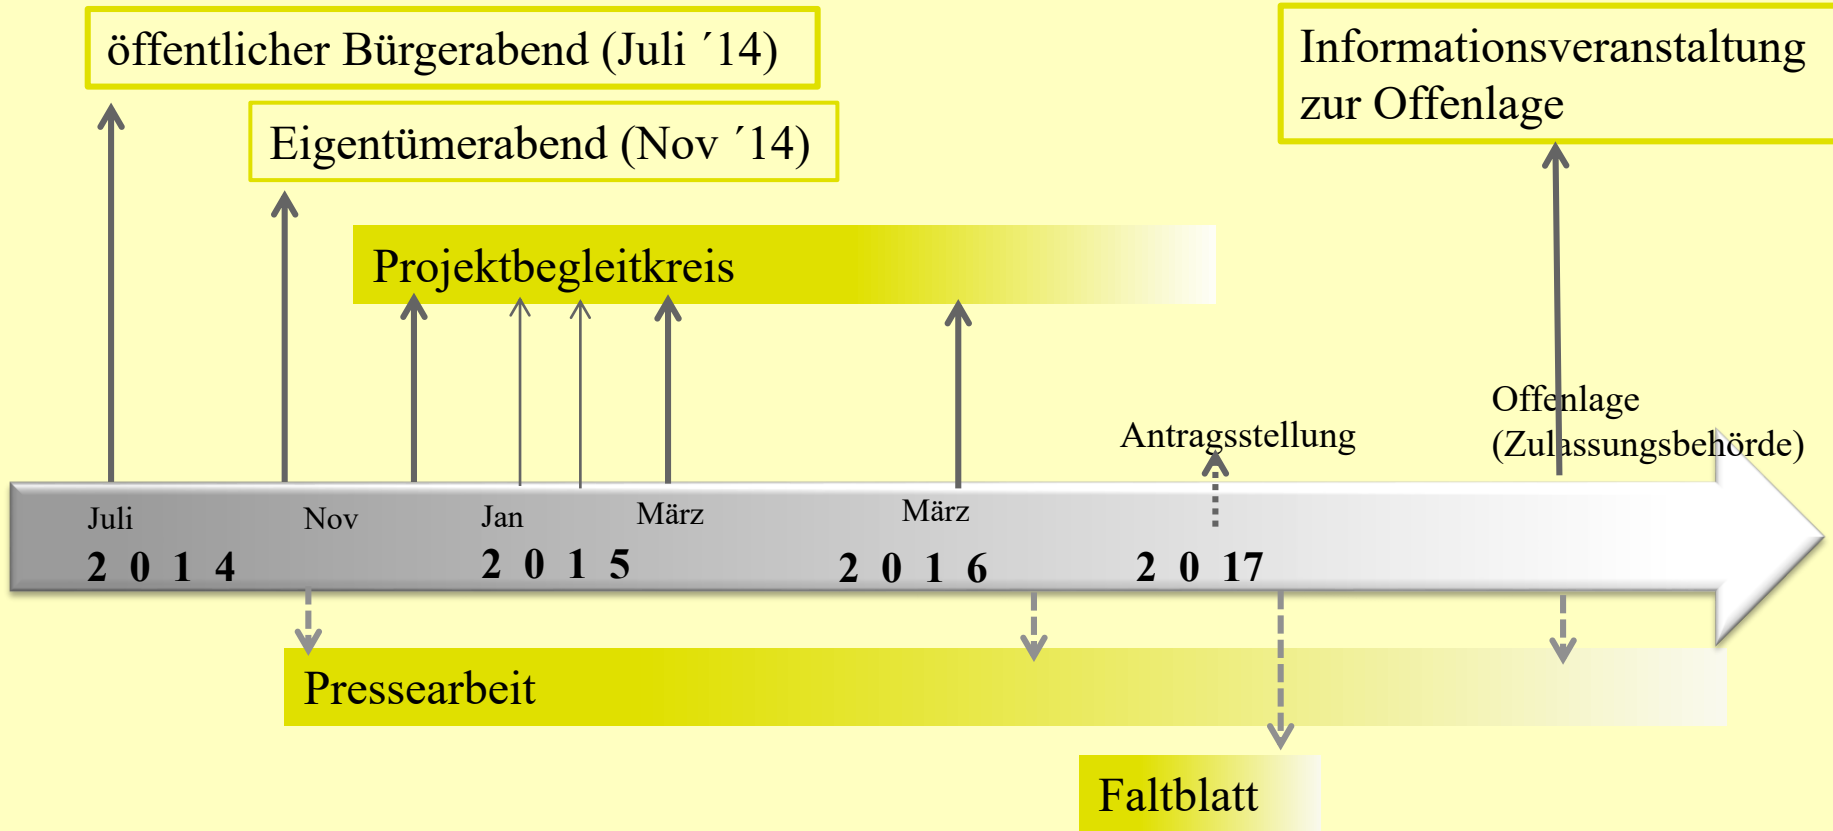 öffentlicher Bürgerabend (Juli ´14)
Informationsveranstaltung
zur Offenlage
Eigentümerabend (Nov ´14)
Projektbegleitkreis
Offenlage
(Zulassungsbehörde)
Antragsstellung
Juli
Nov
Jan
März
März
2 0 1 4
2 0 1 5
2 0 1 6
2 0 17
Pressearbeit
Faltblatt